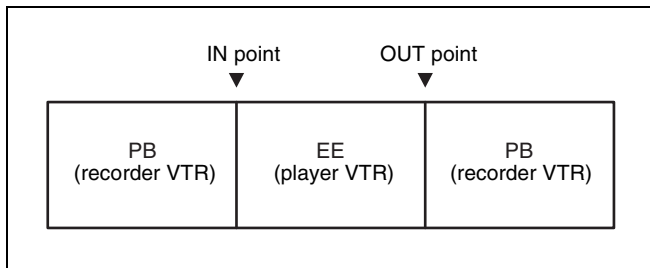 IN point OUT point
PB EE PB
(recorder VTR) (player VTR) (recorder VTR)